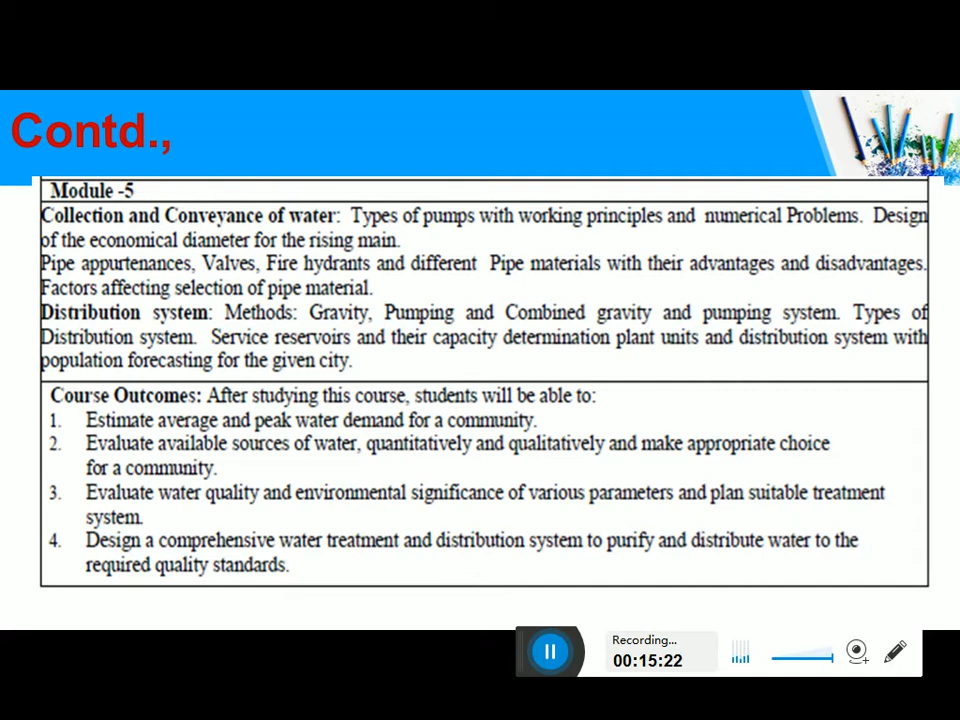 Contd.,
Module -5
Collection and Conveyance of water: Types of pumps with working principles and numerical Problems. Design
of the economical diameter for the rising main.
Pipe appurtenances, Valves, Fire hydrants and different Pipe materials with their advantages and disadvantages.
Factors affecting selection of pipe material.
Distribution system: Methods: Gravity, Pumping and Combined gravity and pumping system. Types of
Distribution system. Service reservoirs and their capacity determination plant units and distribution system with
population forecasting for the given city.
Course Outcomes: After studying this course, students will be able to:
1. Estimate average and peak water demand for a community.
2. Evaluate available sources of water, quantitatively and qualitatively and make appropriate choice
for a community.
3. Evaluate water quality and environmental significance of various parameters and plan suitable treatment
system.
4. Design a comprehensive water treatment and distribution system to purify and distribute water to the
required quality standards.
Recording...
00:15:22